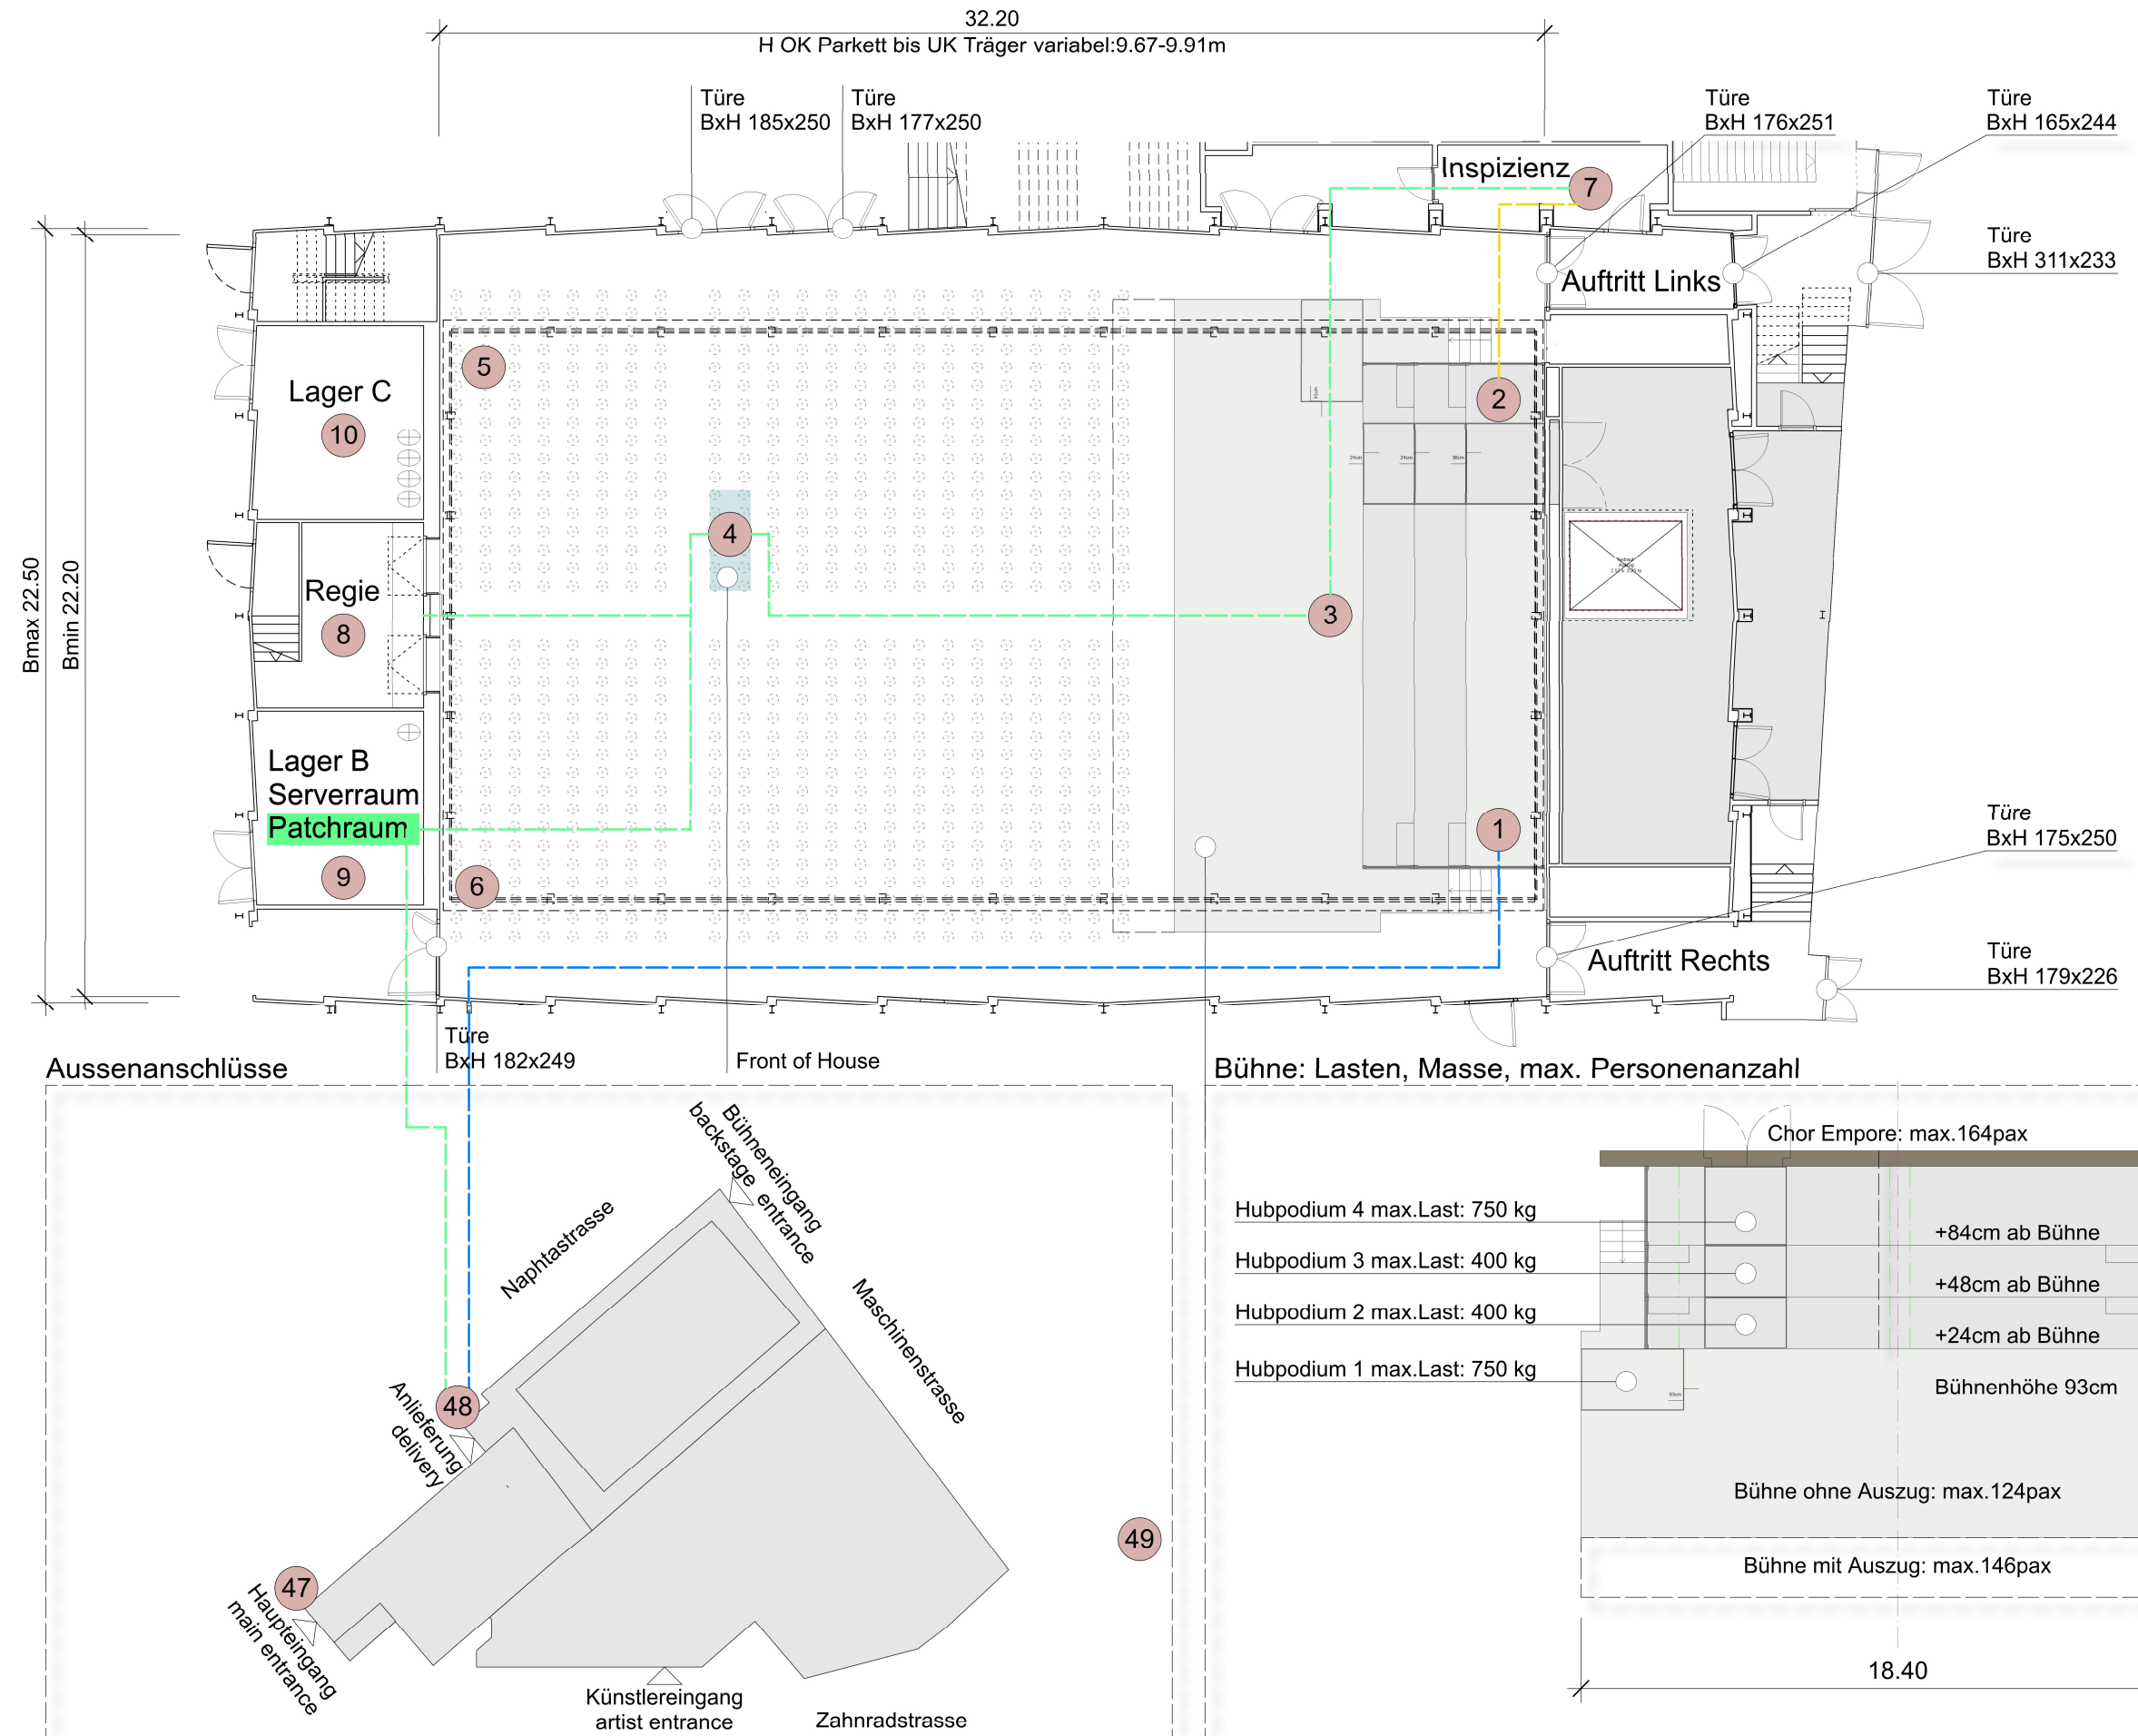 32.20
H OK Parkett bis UK Träger variabel:9.67-9.91m
Türe
BxH 185x250
Türe
BxH 177x250
Türe
BxH 176x251
Türe
BxH 165x244
Inspizienz
7
Türe
BxH 311x233
Auftritt Links
5
Lager C
10
2
24cm
24cm
36cm
4
Bmax 22.50
Bmin 22.20
Regie
8
3
Lager B
Serverraum
Patchraum
9
1
6
Türe
BxH 175x250
Auftritt Rechts
Türe
BxH 179x226
Türe
BxH 182x249
Front of House
Aussenanschlüsse
Bühneneingang
backstage entrance
Naphtastrasse
Maschinenstrasse
48
Anlieferung
delivery
49
47
Haupteingang
main entrance
Künstlereingang
artist entrance
Zahnradstrasse
Bühne: Lasten, Masse, max. Personenanzahl
Chor Empore: max.164pax
Hubpodium 4 max.Last: 750 kg
+84cm ab Bühne
Hubpodium 3 max.Last: 400 kg
+48cm ab Bühne
Hubpodium 2 max.Last: 400 kg
+24cm ab Bühne
Hubpodium 1 max.Last: 750 kg
Bühnenhöhe 93cm
Bühne ohne Auszug: max.124pax
Bühne mit Auszug: max.146pax
18.40